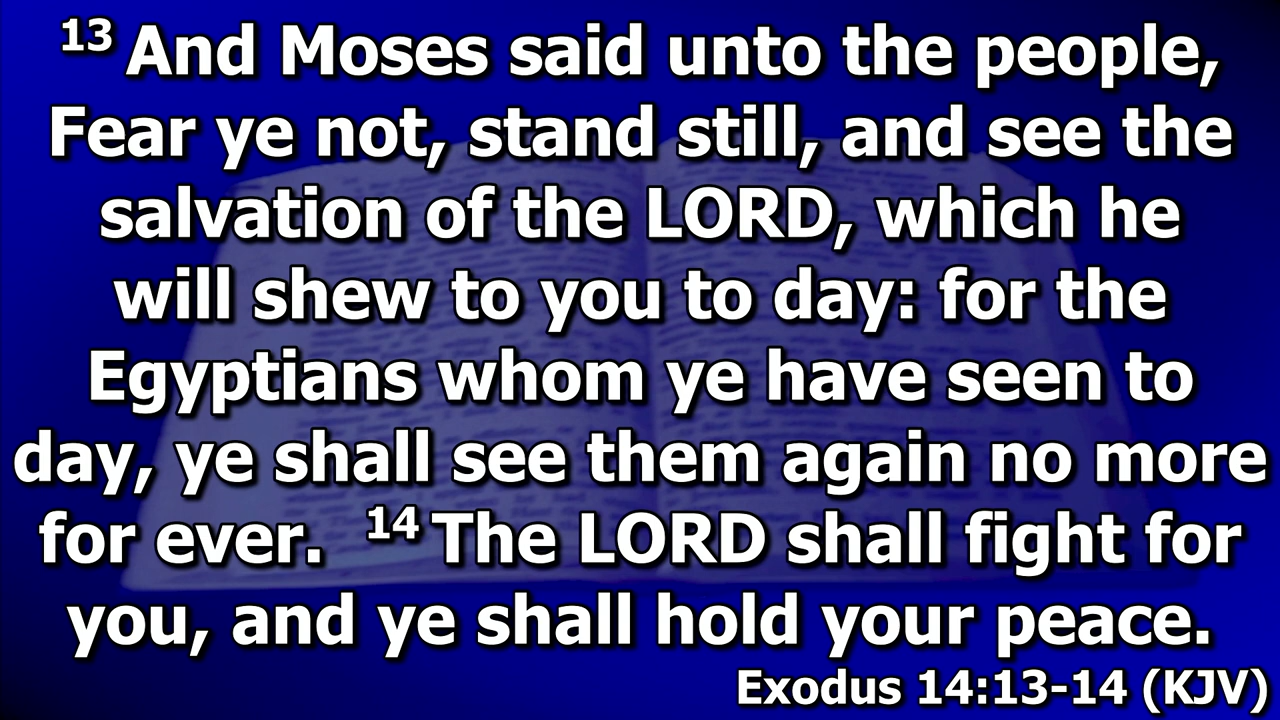 13 And Moses said unto the people,
Fear ye not, stand still, and see the
salvation of the LORD, which he
will shew to you to day: for the
Egyptians whom ye have seen to
day, ye shall see them again no more
for ever. 14 The LORD shall fight for
you, and ye shall hold your peace.
Exodus 14:13-14 (KJV)